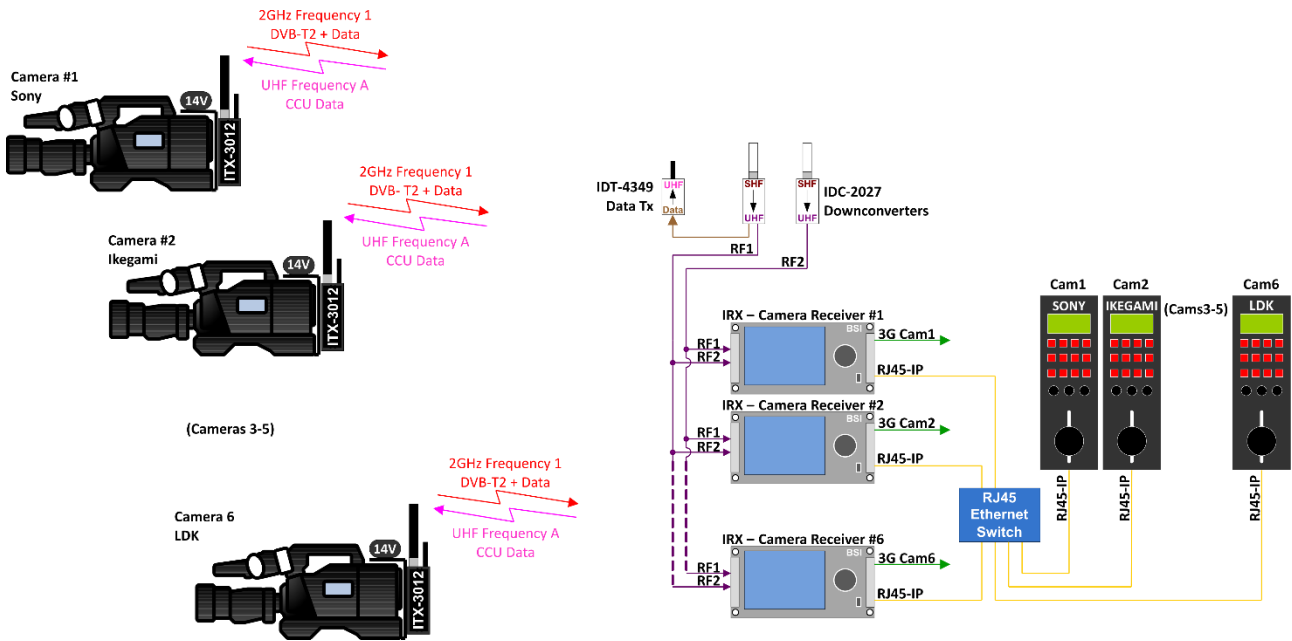 2GHz Frequency 1
DVB-T2 + Data
UHF Frequency A
CCU Data
Camera #1
Sony
14V
ITX-3012
2GHz Frequency 1
DVB- T2 + Data
UHF Frequency A
CCU Data
Camera #2
Ikegami
14V
ITX-3012
(Cameras 3-5)
2GHz Frequency 1
DVB-T2 + Data
UHF Frequency A
CCU Data
Camera 6
LDK
14V
ITX-3012
IDT-4349
Data Tx
UHF
Data
SHF
UHF
SHF
UHF
IDC-2027
Downconverters
RF1
RF2
IRX – Camera Receiver #1
BSI
RF1
RF2
3G Cam1
RJ45-IP
IRX – Camera Receiver #2
BSI
RF1
RF2
3G Cam2
RJ45-IP
IRX – Camera Receiver #6
BSI
RF1
RF2
3G Cam6
RJ45-IP
RJ45
Ethernet
Switch
Cam1
SONY
Cam2
IKEGAMI
(Cams3-5)
Cam6
LDK
RJ45-IP
RJ45-IP
RJ45-IP